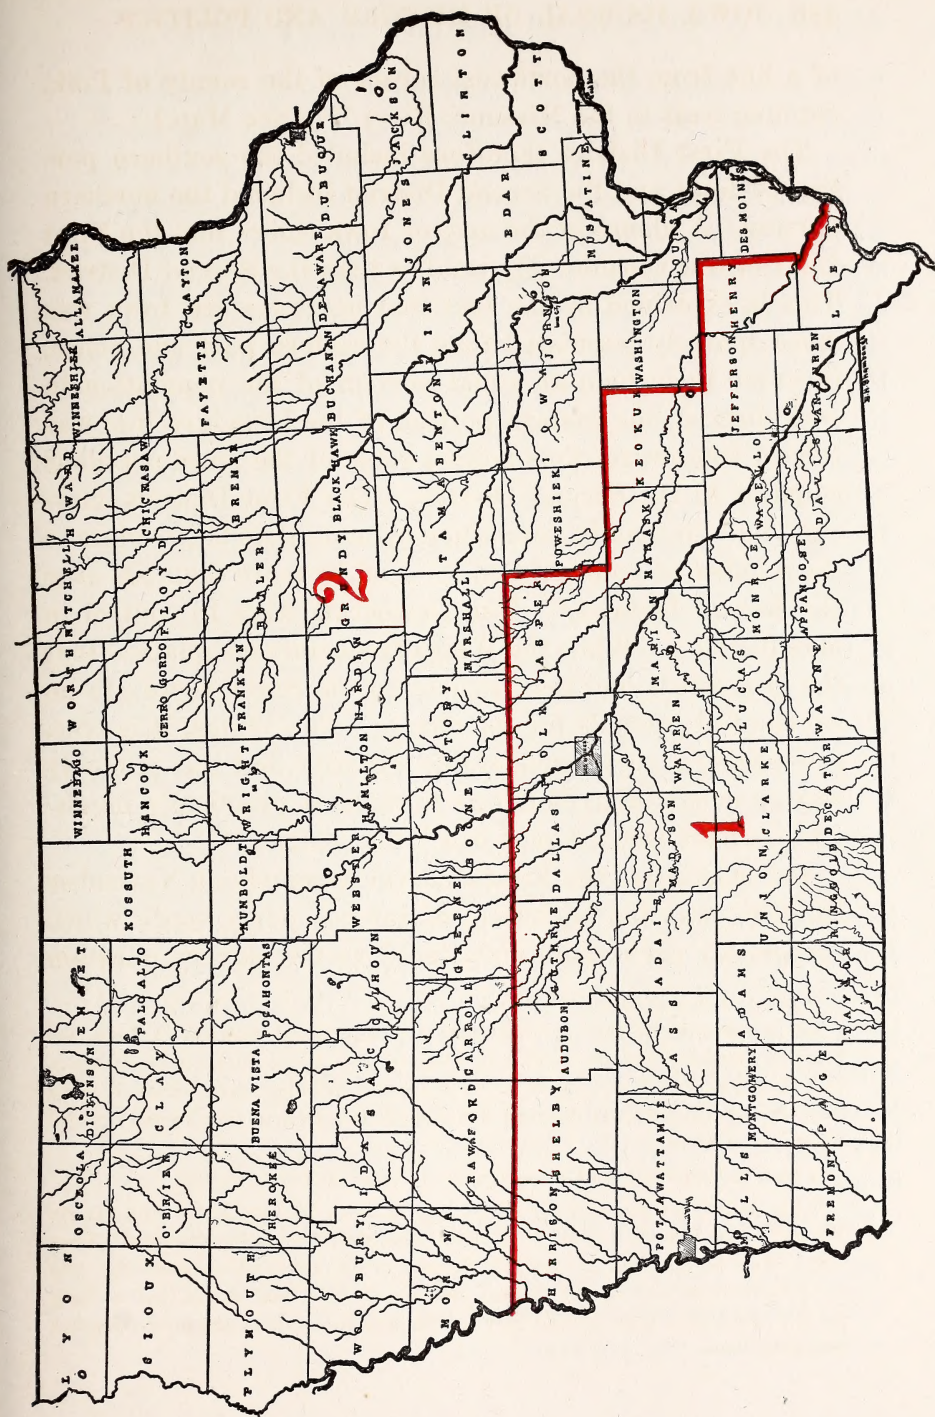 LYON
OSCEOLA
DICKINSON
EMMET
WINNEBAGO
WORTH
MITCHELL
HOWARD
WINNESHIEK
ALLAMAKEE
SIOUX
O'BRIEN
CLAY
PALO ALTO
KOSSUTH
HANCOCK
CERRO GORDO
FLOYD
CHICKASAW
FAYETTE
CLAYTON
PLYMOUTH
CHEROKEE
BUENA VISTA
POCAHONTAS
HUMBOLDT
WRIGHT
FRANKLIN
BUTLER
BREMER
WOODBURY
IDA
SAC
CALHOUN
WEBSTER
HAMILTON
HARDIN
GRUNDY
2
BLACK HAWK
BUCHANAN
DELAWARE
DUBUQUE
MONONA
CRAWFORD
CARROLL
GREENE
BOONE
STORY
MARSHALL
TAMA
BENTON
LINN
JONES
JACKSON
CLINTON
HARRISON
SHELBY
AUDUBON
GUTHRIE
DALLAS
POLK
JASPER
POWESHIEK
IOWA
JOHNSON
CEDAR
SCOTT
MUSCATINE
POTTAWATTAMIE
CASS
ADAIR
MADISON
WARREN
MARION
MAHASKA
KEOKUK
WASHINGTON
LOUISA
1
MILLS
MONTGOMERY
ADAMS
UNION
CLARKE
LUCAS
MONROE
WAPELLO
JEFFERSON
HENRY
DESMOINES
FREMONT
PAGE
TAYLOR
RINGGOLD
DECATUR
WAYNE
APPANOOSE
DAVIS
VAN BUREN
LEE